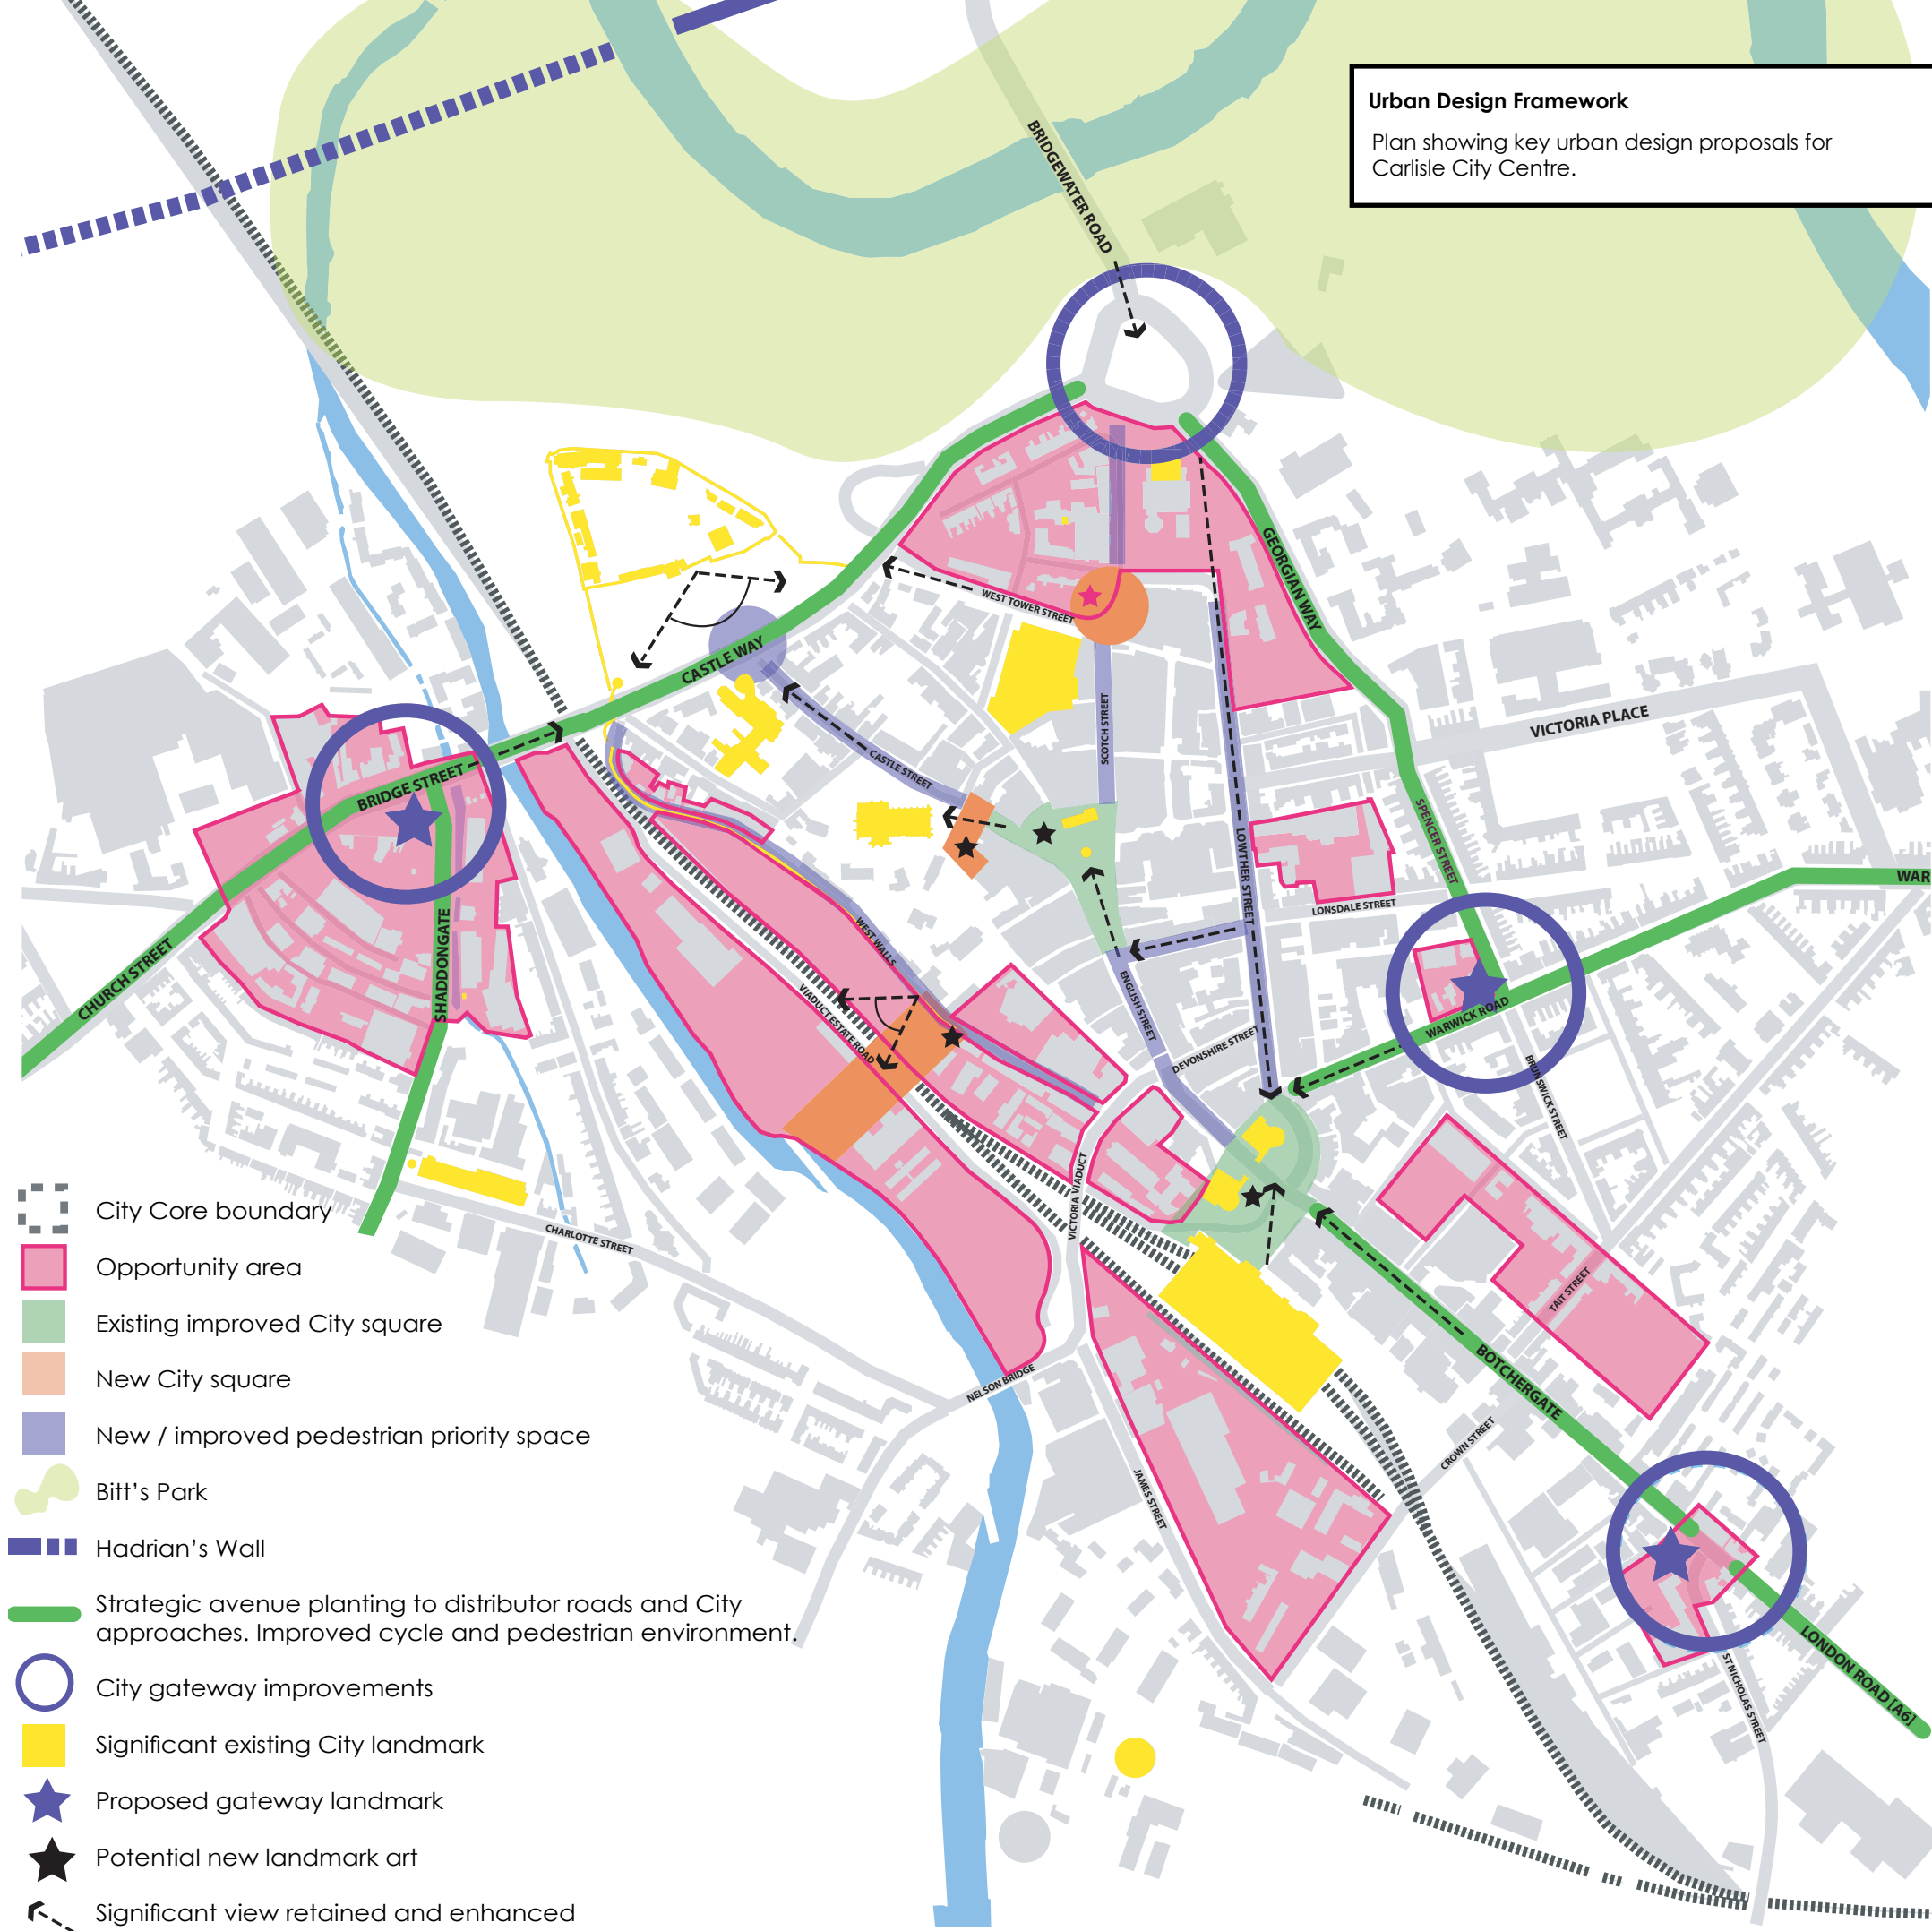 Urban Design Framework
Plan showing key urban design proposals for
Carlisle City Centre.
BRIDGEWATER ROAD
GEORGIAN WAY
WEST TOWER STREET
CASTLE WAY
VICTORIA PLACE
SCOTCH STREET
CASTLE STREET
BRIDGE STREET
SPENCER STREET
LOWTHER STREET
WAR
LONSDALE STREET
SHADDONGATE
CHURCH STREET
WEST WALLS
VIADUCT ESTATE ROAD
ENGLISH STREET
DEVONSHIRE STREET
WARWICK ROAD
BRUNSWICK STREET
VICTORIA VIADUCT
CHARLOTTE STREET
TAIT STREET
NELSON BRIDGE
BOTCHERGATE
CROWN STREET
JAMES STREET
LONDON ROAD [A6]
ST NICHOLAS STREET
City Core boundary
Opportunity area
Existing improved City square
New City square
New / improved pedestrian priority space
Bitt's Park
Hadrian's Wall
Strategic avenue planting to distributor roads and City
approaches. Improved cycle and pedestrian environment.
City gateway improvements
Significant existing City landmark
Proposed gateway landmark
Potential new landmark art
Significant view retained and enhanced